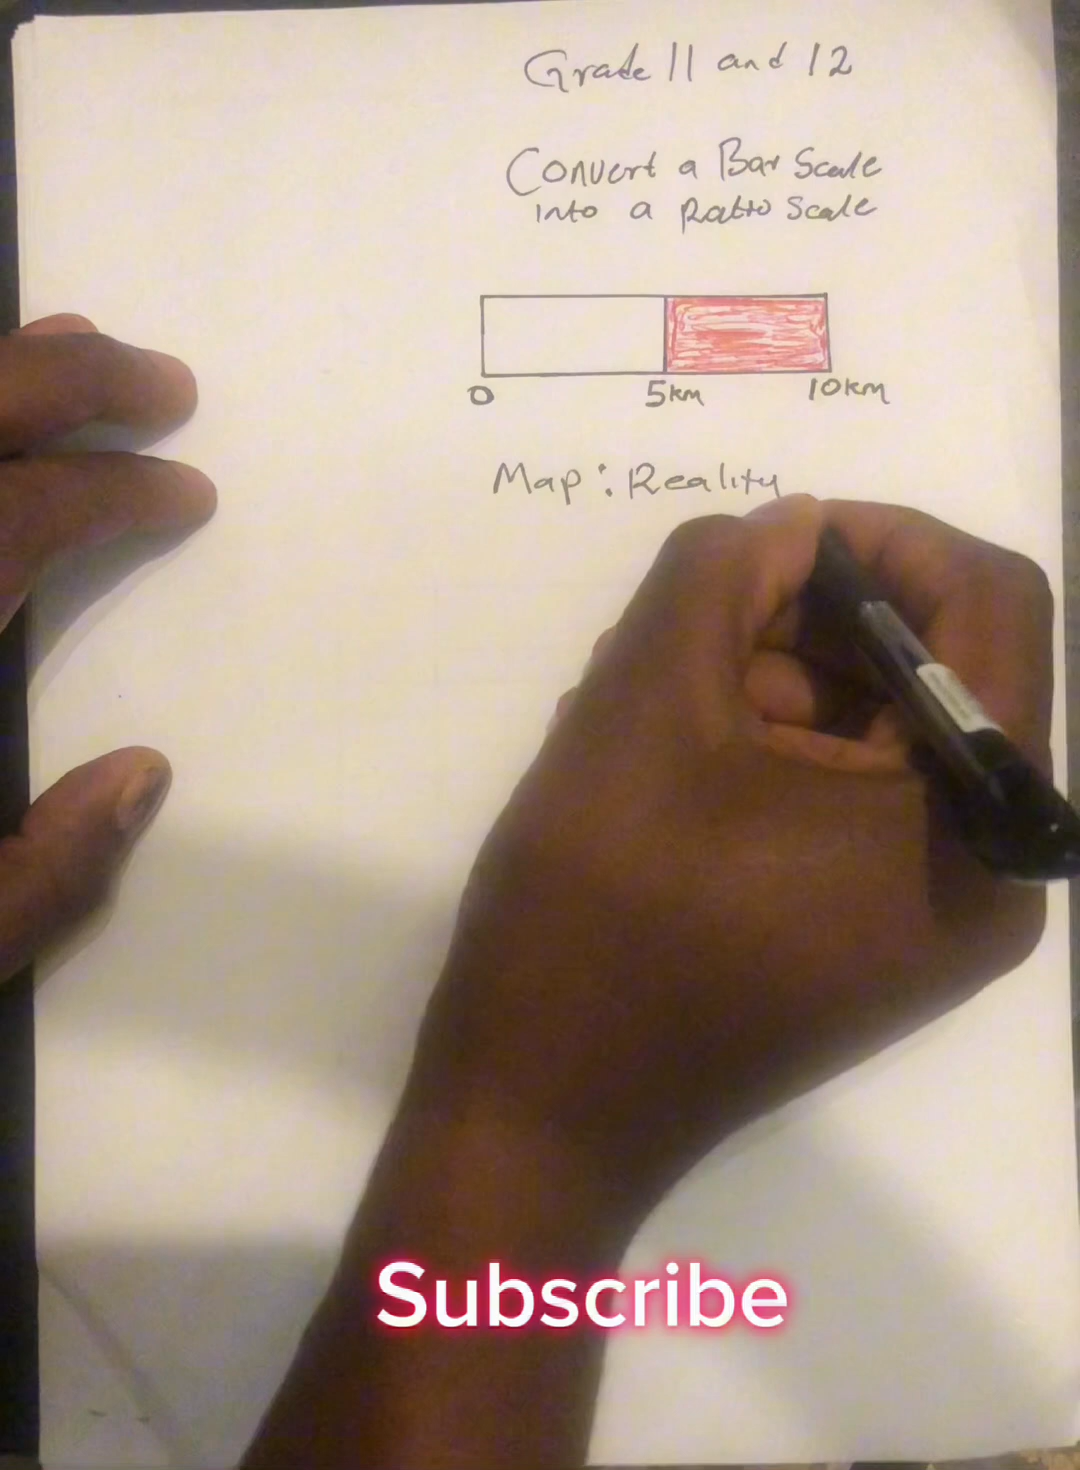 Grade 11 and 12
Convert a Bar Scale
into a Ratio Scale
0 5km 10km
Map : Reality
Subscribe